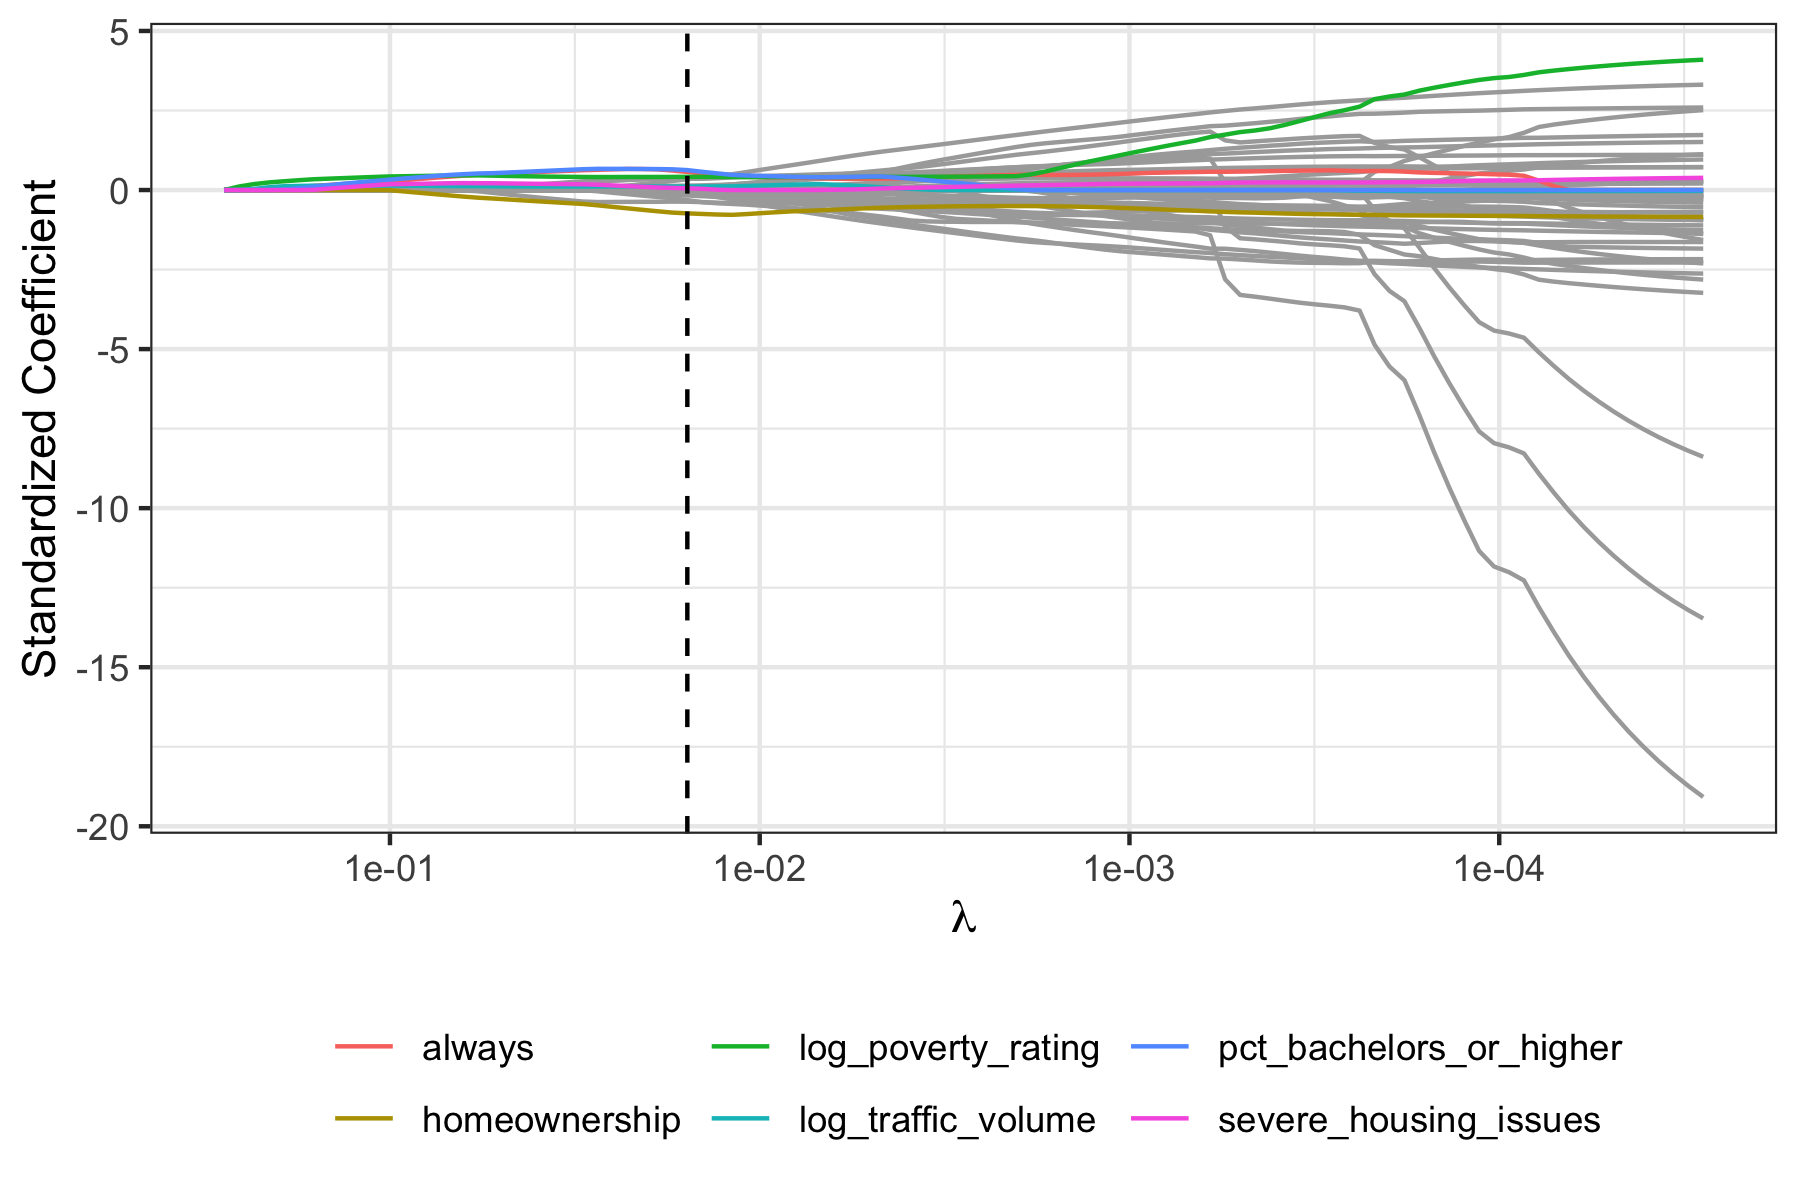 5
0
-5
-10
-15
-20
Standardized Coefficient
1e-01 1e-02 1e-03 1e-04
λ
always log_poverty_rating pct_bachelors_or_higher
homeownership log_traffic_volume severe_housing_issues